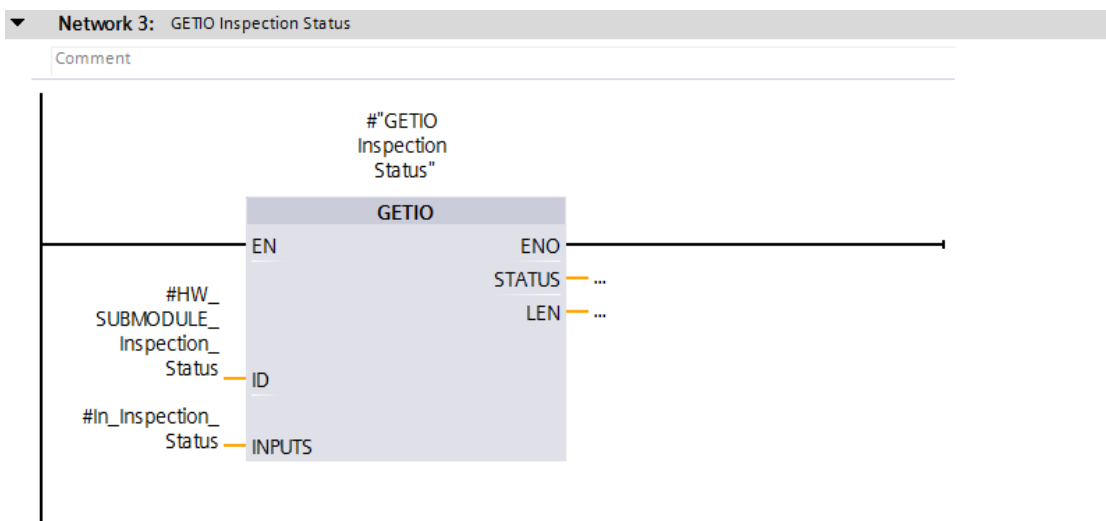 Network 3: GETIO Inspection Status
Comment
#"GETIO
Inspection
Status"
GETIO
EN
ENO
STATUS
...
LEN
...
#HW_
SUBMODULE_
Inspection_
Status
ID
#In_Inspection_
Status
INPUTS